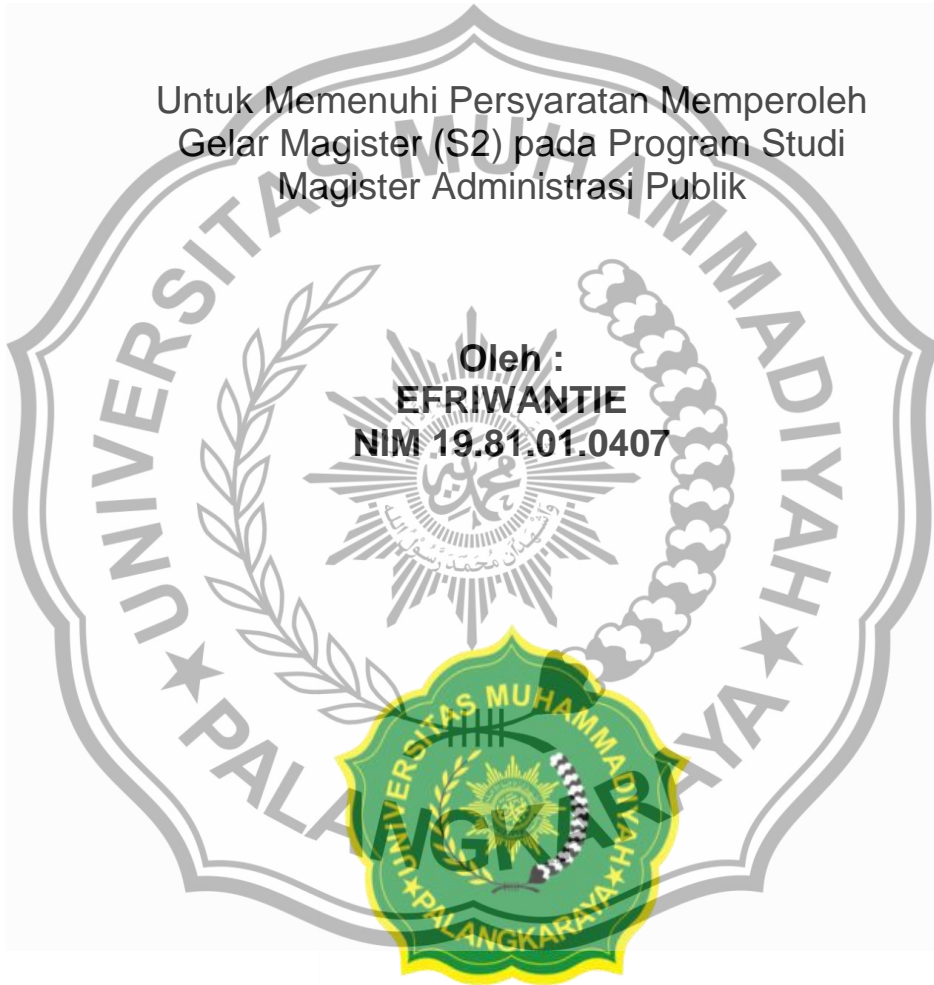 Untuk Memenuhi Persyaratan Memperoleh
Gelar Magister (S2) pada Program Studi
Magister Administrasi Publik
Oleh :
EFRIWANTIE
NIM 19.81.01.0407
UNIVERSITAS MUHAMMADIYAH
PALANGKARAYA
UNIVERSITAS MUHAMMADIYAH
PALANGKARAYA